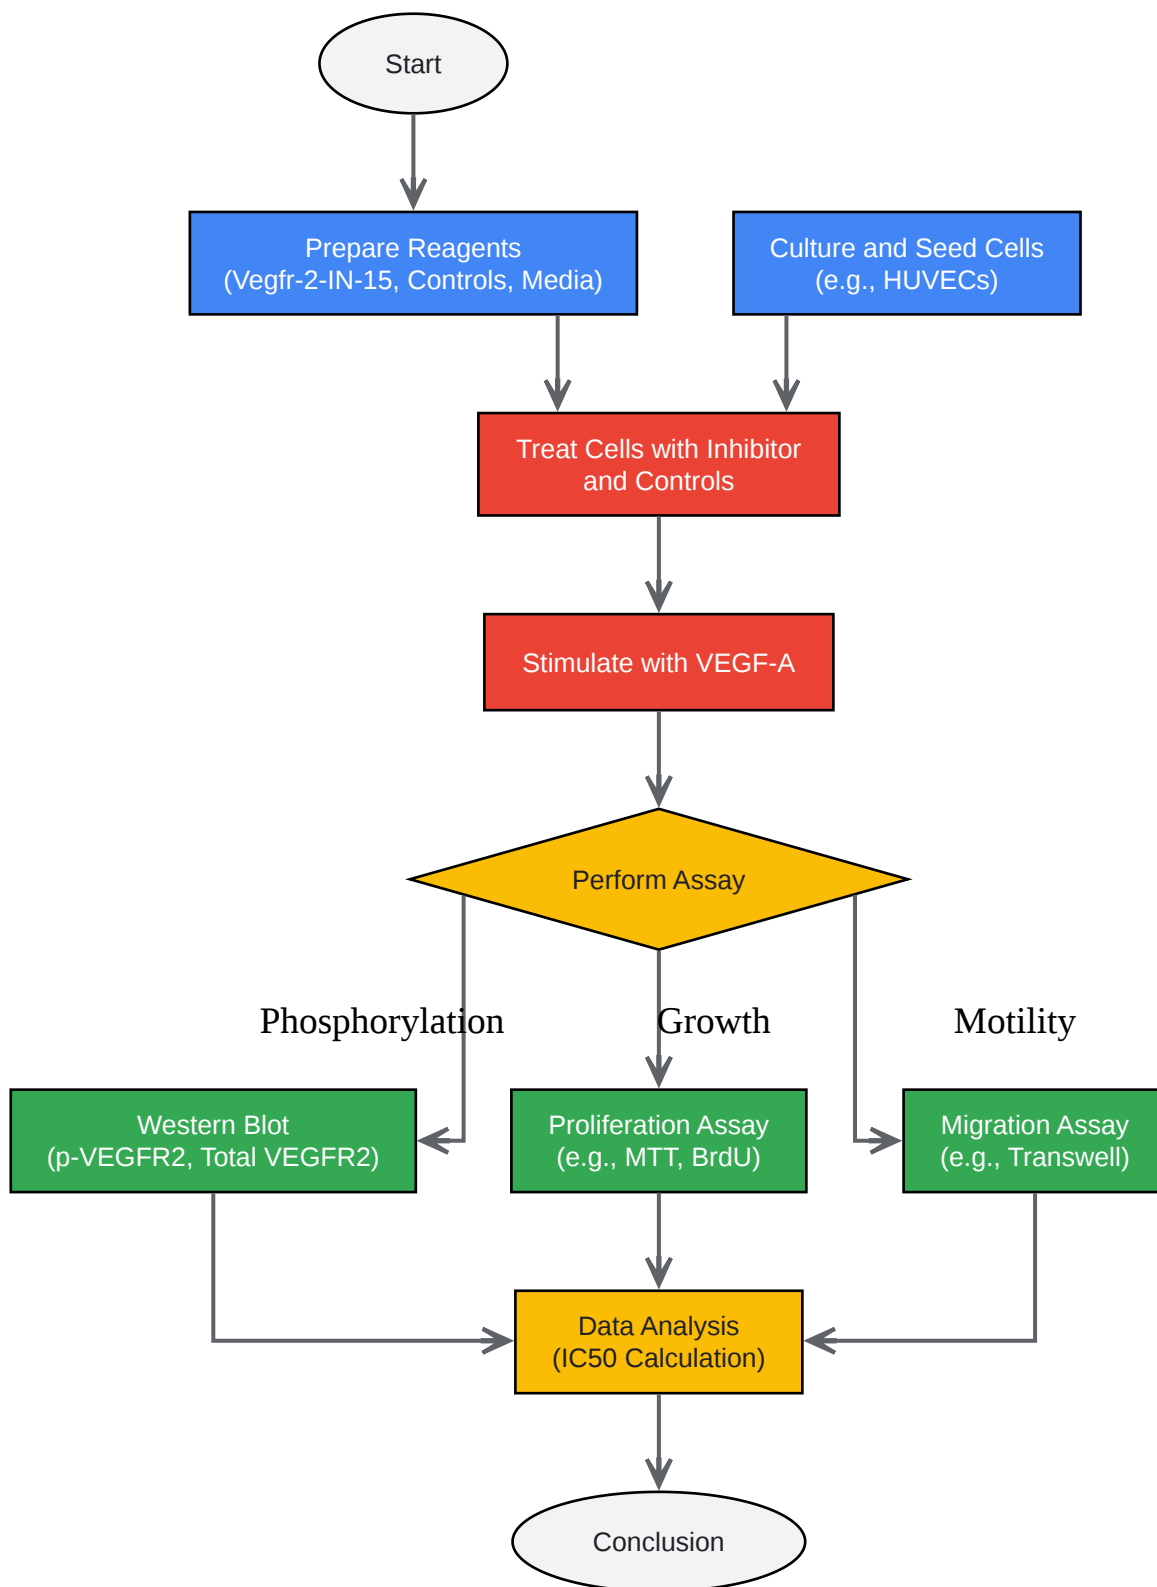 Start
Prepare Reagents
(Vegfr-2-IN-15, Controls, Media)
Culture and Seed Cells
(e.g., HUVECs)
Treat Cells with Inhibitor
and Controls
Stimulate with VEGF-A
Perform Assay
Phosphorylation
Growth
Motility
Western Blot
(p-VEGFR2, Total VEGFR2)
Proliferation Assay
(e.g., MTT, BrdU)
Migration Assay
(e.g., Transwell)
Data Analysis
(IC50 Calculation)
Conclusion